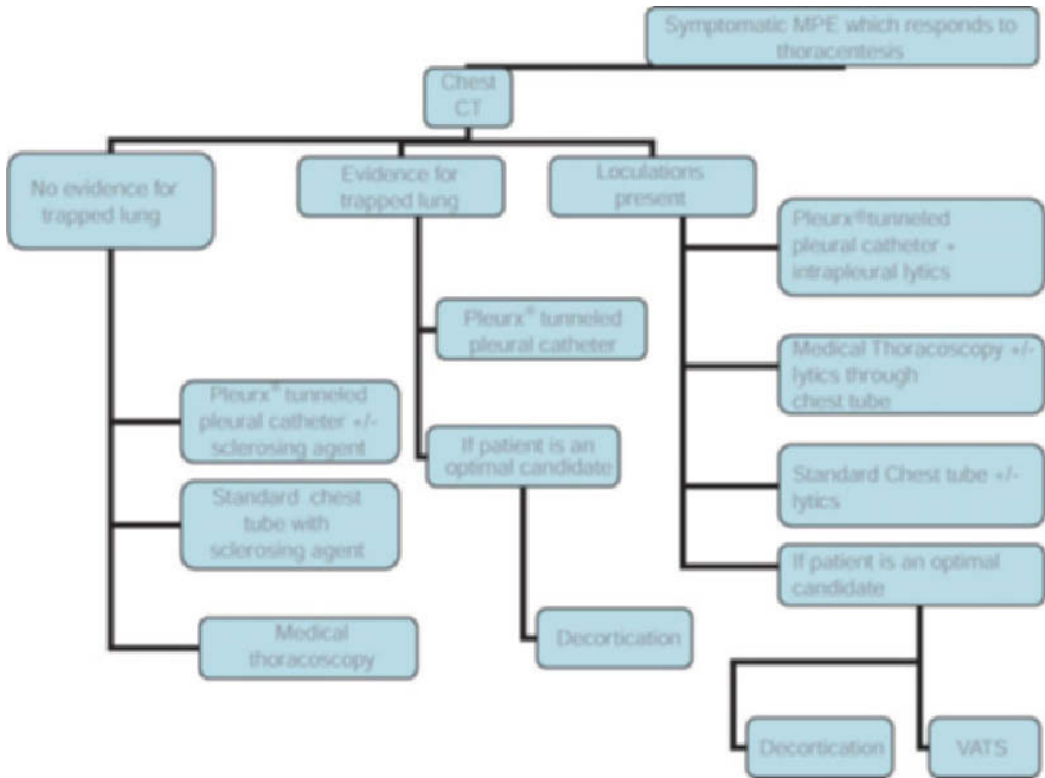 Symptomatic MPE which responds to
thoracentesis
Chest
CT
No evidence for
trapped lung
Evidence for
trapped lung
Loculations
present
Pleurx®tunneled
pleural catheter +
intrapleural lytics
Pleurx® tunneled
pleural catheter
Medical Thoracoscopy +/-
lytics through
chest tube
Pleurx® tunneled
pleural catheter +/-
sclerosing agent
If patient is an
optimal candidate
Standard Chest tube +/-
lytics
Standard chest
tube with
sclerosing agent
If patient is an optimal
candidate
Medical
thoracoscopy
Decortication
Decortication
VATS